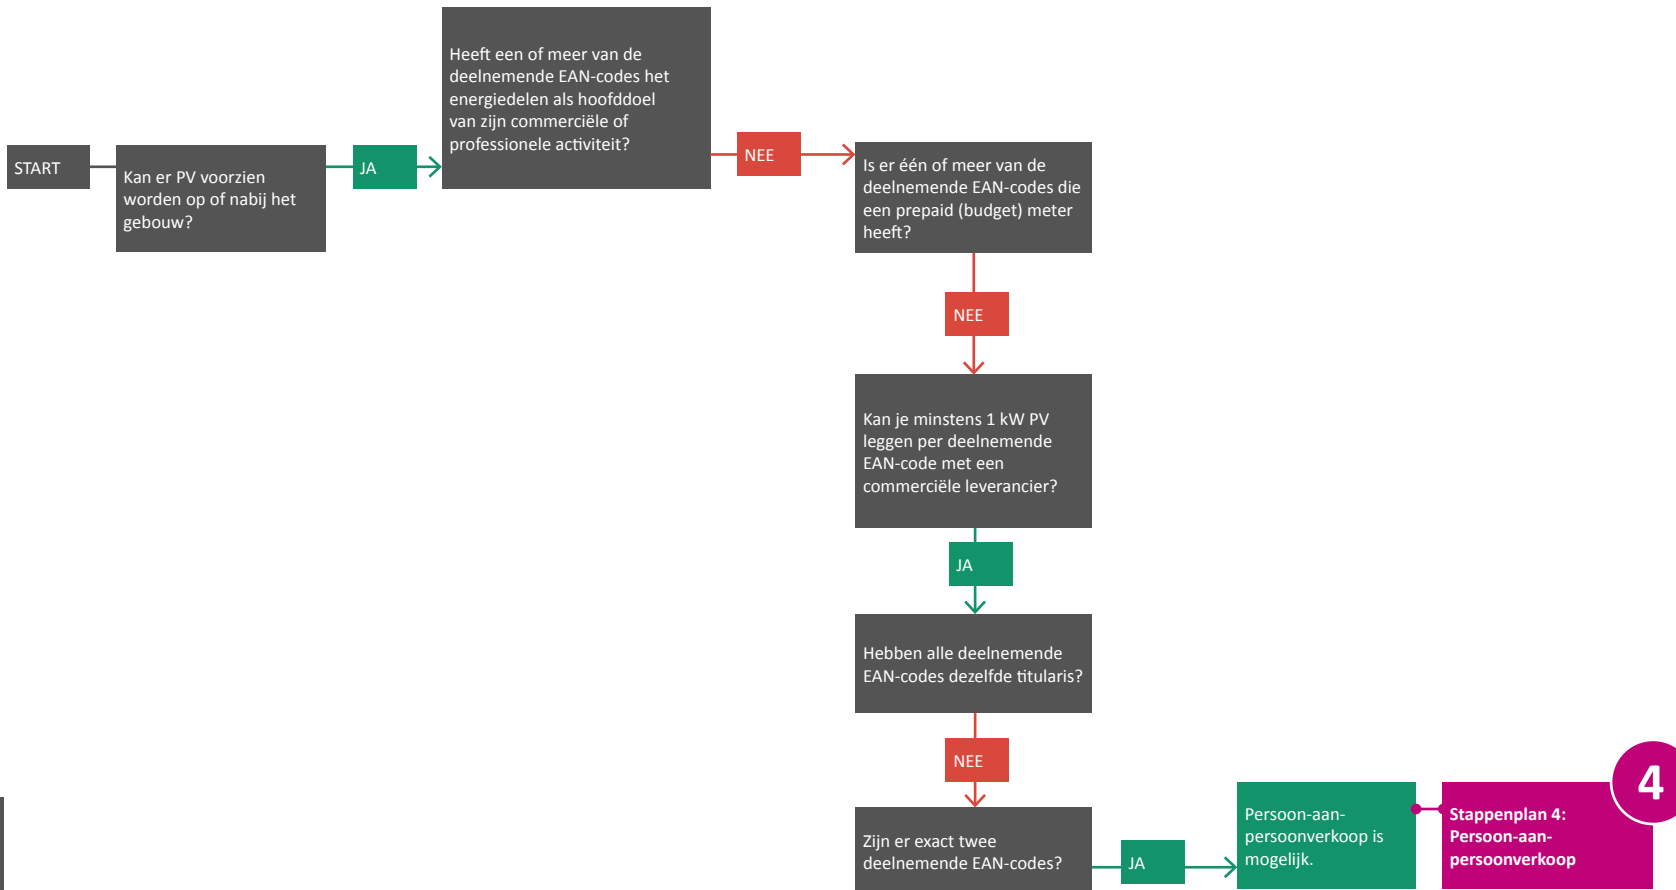 START
Kan er PV voorzien
worden op of nabij het
gebouw?
JA
Heeft een of meer van de
deelnemende EAN-codes het
energiedelen als hoofddoel
van zijn commerciële of
professionele activiteit?
NEE
Is er één of meer van de
deelnemende EAN-codes die
een prepaid (budget) meter
heeft?
NEE
Kan je minstens 1 kW PV
leggen per deelnemende
EAN-code met een
commerciële leverancier?
JA
Hebben alle deelnemende
EAN-codes dezelfde titularis?
NEE
Zijn er exact twee
deelnemende EAN-codes?
JA
Persoon-aan-
persoonverkoop is
mogelijk.
Stappenplan 4:
Persoon-aan-
persoonverkoop
4